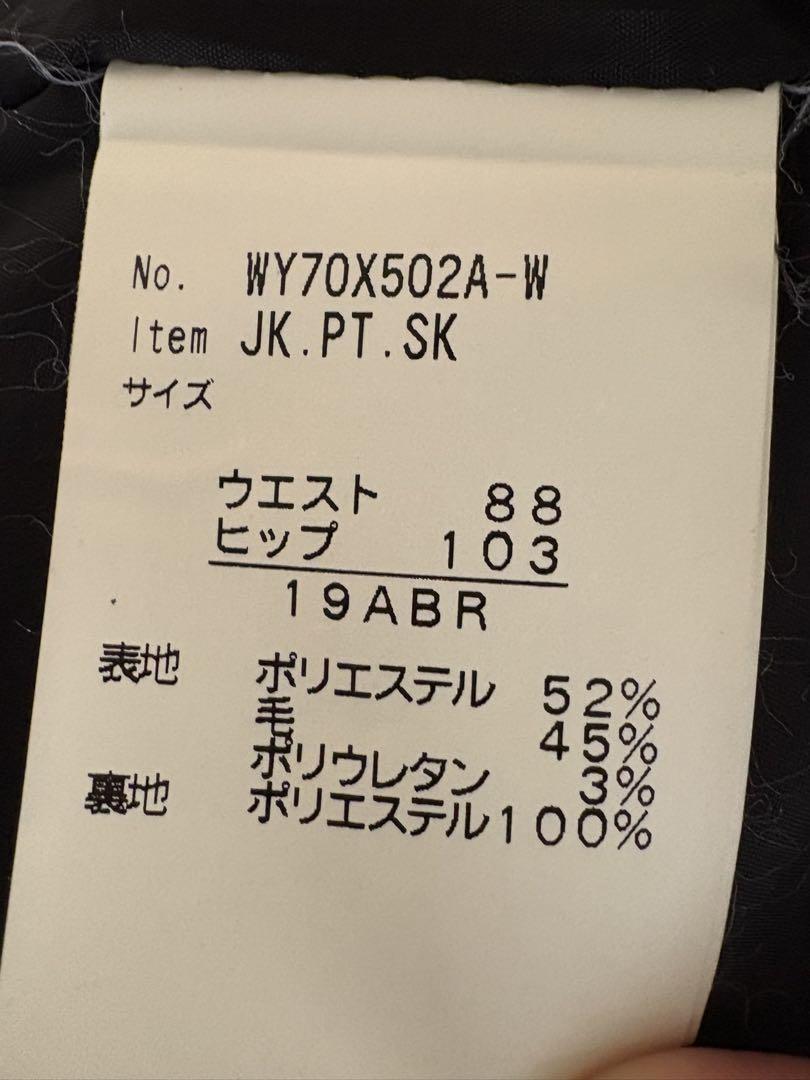 No. WY70X502A-W
Item JK.PT.SK
サイズ
ウエスト 88
ヒップ 103
19ABR
表地 ポリエステル 52%
毛 45%
ポリウレタン 3%
裏地 ポリエステル100%